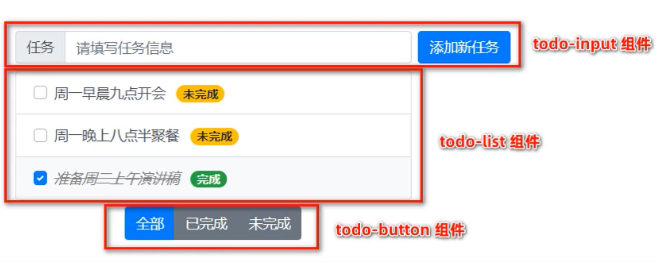 任务 请填写任务信息 添加新任务 todo-input 组件
周一早晨九点开会 未完成
周一晚上八点半聚餐 未完成
todo-list 组件
准备周二上午演讲稿 完成
全部 已完成 未完成 todo-button 组件